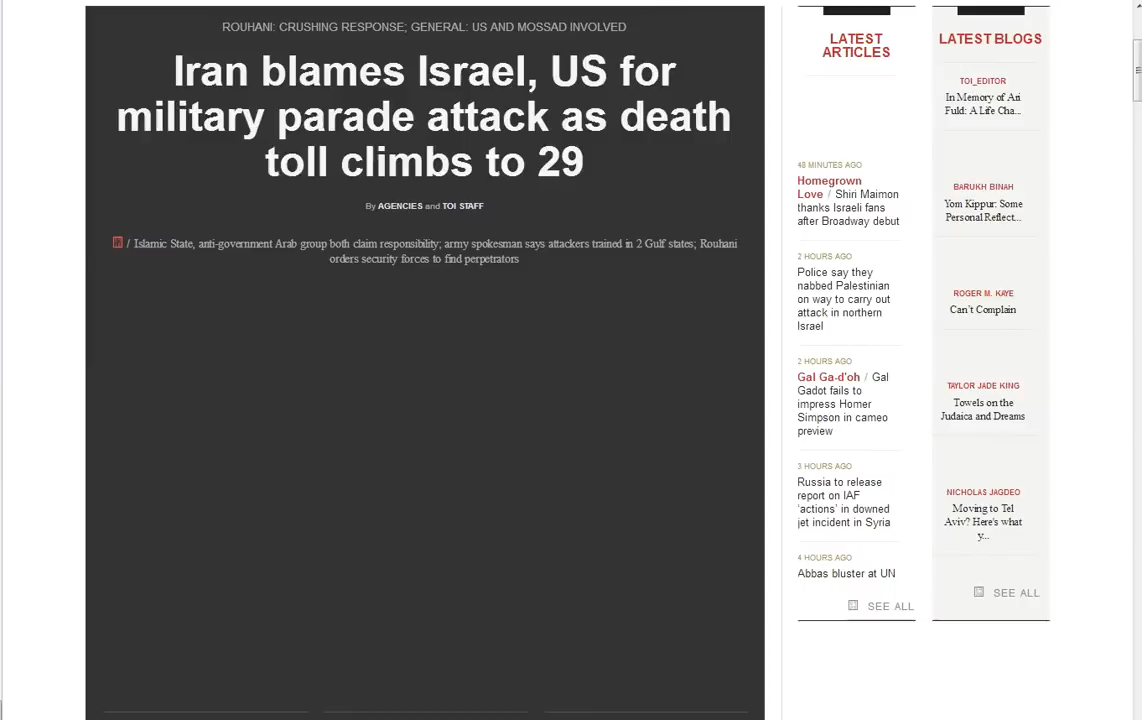 ROUHANI: CRUSHING RESPONSE; GENERAL: US AND MOSSAD INVOLVED
Iran blames Israel, US for
military parade attack as death
toll climbs to 29
By AGENCIES and TOI STAFF
/ Islamic State, anti-government Arab group both claim responsibility; army spokesman says attackers trained in 2 Gulf states; Rouhani
orders security forces to find perpetrators
LATEST
ARTICLES
48 MINUTES AGO
Homegrown
Love / Shiri Maimon
thanks Israeli fans
after Broadway debut
2 HOURS AGO
Police say they
nabbed Palestinian
on way to carry out
attack in northern
Israel
2 HOURS AGO
Gal Ga-d'oh / Gal
Gadot fails to
impress Homer
Simpson in cameo
preview
3 HOURS AGO
Russia to release
report on IAF
‘actions’ in downed
jet incident in Syria
4 HOURS AGO
Abbas bluster at UN
SEE ALL
LATEST BLOGS
TOI_EDITOR
In Memory of Ari
Fuld: A Life Cha...
BARUKH BINAH
Yom Kippur: Some
Personal Reflect...
ROGER M. KAYE
Can’t Complain
TAYLOR JADE KING
Towels on the
Judaica and Dreams
NICHOLAS JAGDEO
Moving to Tel
Aviv? Here's what
y...
SEE ALL